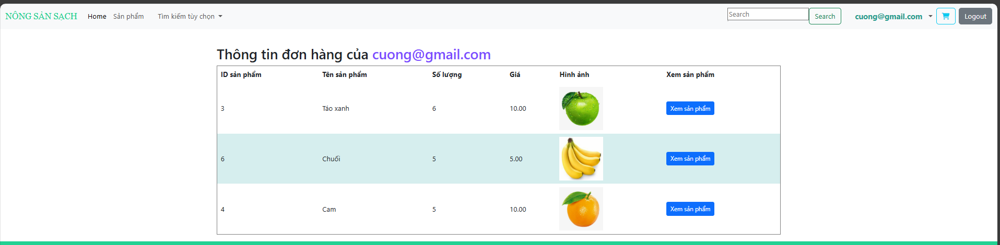 NÔNG SẢN SẠCH Home Sản phẩm Tìm kiếm tùy chọn Search Search cuong@gmail.com Logout
Thông tin đơn hàng của cuong@gmail.com
ID sản phẩm Tên sản phẩm Số lượng Giá Hình ảnh Xem sản phẩm
3 Táo xanh 6 10.00 Xem sản phẩm
6 Chuối 5 5.00 Xem sản phẩm
4 Cam 5 10.00 Xem sản phẩm